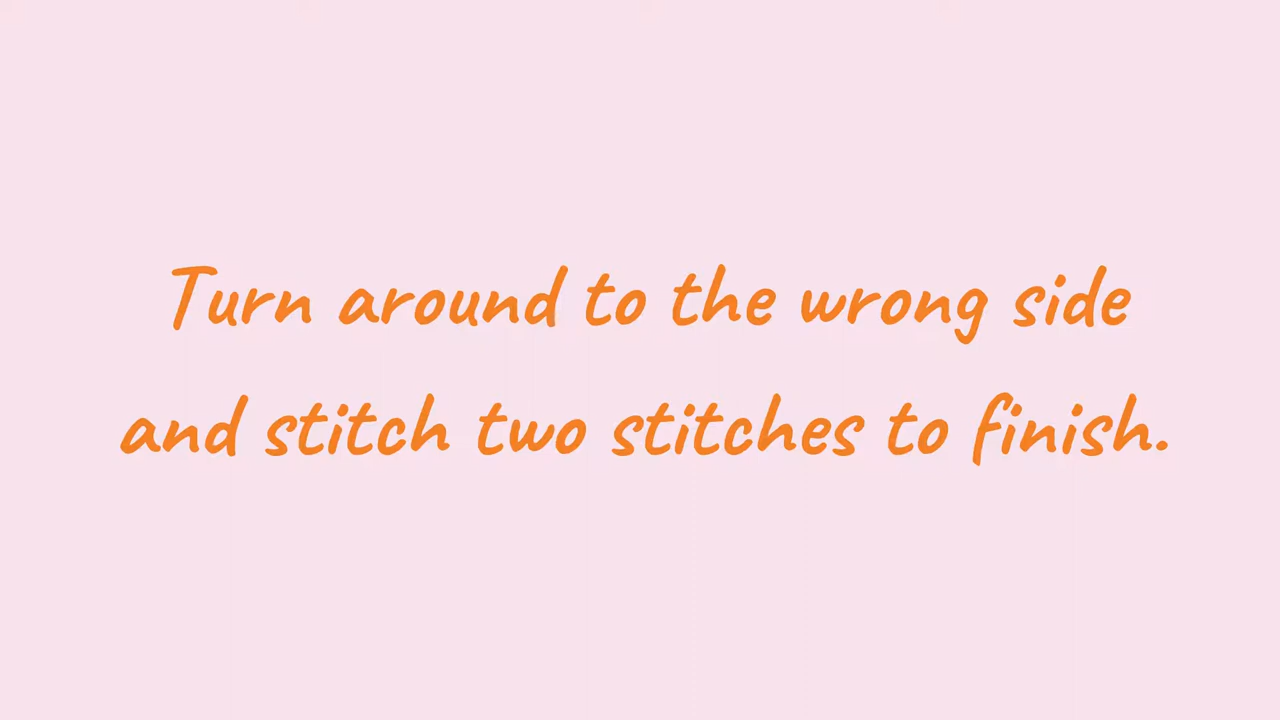 Turn around to the wrong side
and stitch two stitches to finish.